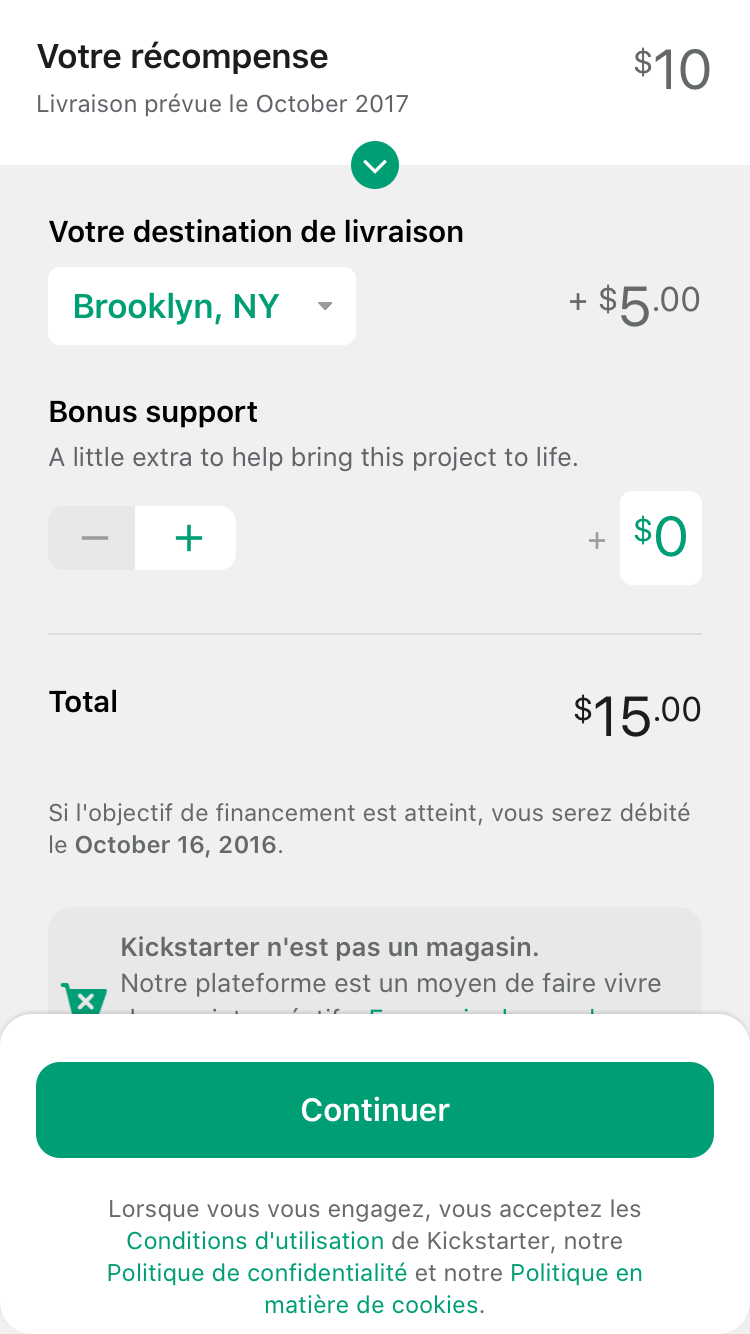 Votre récompense
$10
Livraison prévue le October 2017
Votre destination de livraison
Brooklyn, NY
+ $5.00
Bonus support
A little extra to help bring this project to life.
− +
+ $0
Total
$15.00
Si l'objectif de financement est atteint, vous serez débité
le October 16, 2016.
Kickstarter n'est pas un magasin.
Notre plateforme est un moyen de faire vivre
Continuer
Lorsque vous vous engagez, vous acceptez les
Conditions d'utilisation de Kickstarter, notre
Politique de confidentialité et notre Politique en
matière de cookies.